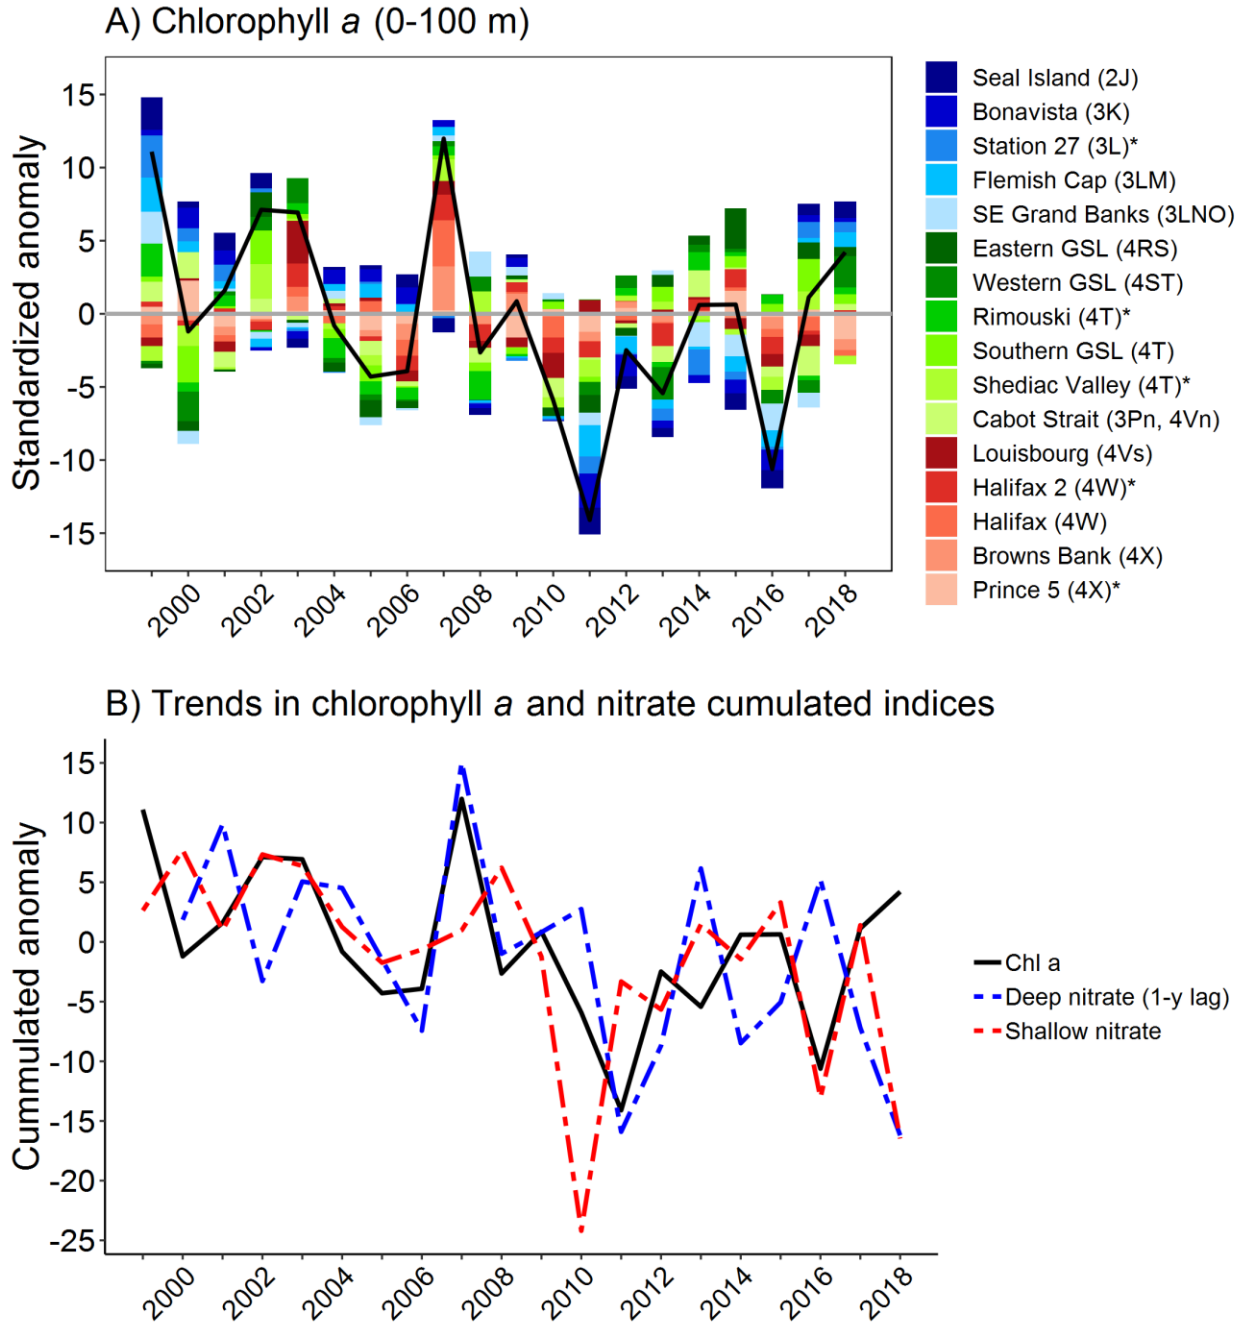 A) Chlorophyll a (0-100 m)
Standardized anomaly
15
10
5
0
-5
-10
-15
2000
2002
2004
2006
2008
2010
2012
2014
2016
2018
Seal Island (2J)
Bonavista (3K)
Station 27 (3L)*
Flemish Cap (3LM)
SE Grand Banks (3LNO)
Eastern GSL (4RS)
Western GSL (4ST)
Rimouski (4T)*
Southern GSL (4T)
Shediac Valley (4T)*
Cabot Strait (3Pn, 4Vn)
Louisbourg (4Vs)
Halifax 2 (4W)*
Halifax (4W)
Browns Bank (4X)
Prince 5 (4X)*
B) Trends in chlorophyll a and nitrate cumulated indices
Cummulated anomaly
15
10
5
0
-5
-10
-15
-20
-25
2000
2002
2004
2006
2008
2010
2012
2014
2016
2018
Chl a
Deep nitrate (1-y lag)
Shallow nitrate